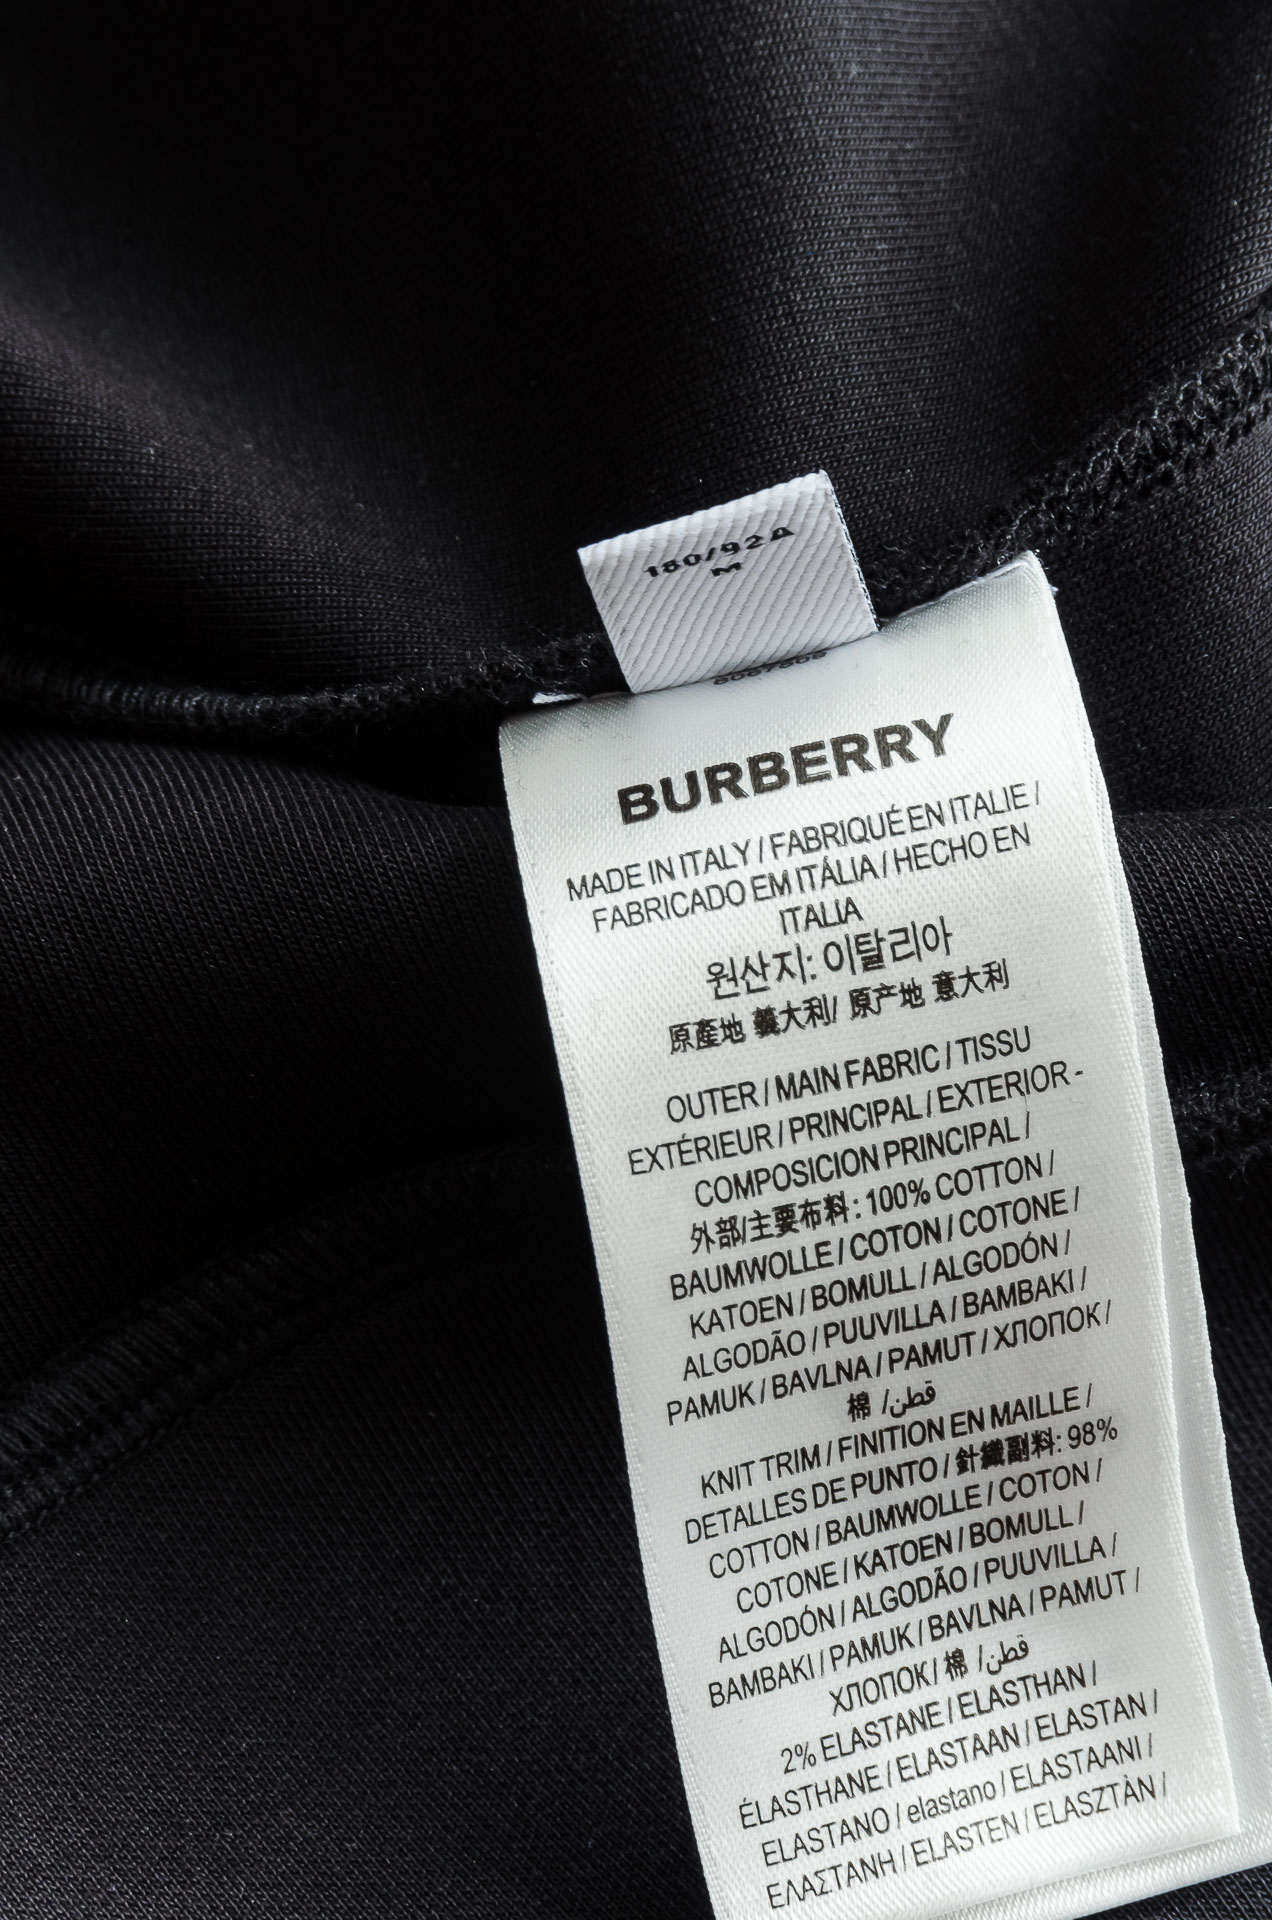 180/92A
M
BURBERRY
MADE IN ITALY / FABRIQUÉ EN ITALIE /
FABRICADO EM ITÁLIA / HECHO EN
ITALIA
원산지: 이탈리아
原產地 義大利/ 原产地 意大利
OUTER / MAIN FABRIC / TISSU
EXTÉRIEUR / PRINCIPAL / EXTERIOR -
COMPOSICION PRINCIPAL /
外部/主要布料: 100% COTTON /
BAUMWOLLE / COTON / COTONE /
KATOEN / BOMULL / ALGODÓN /
ALGODÃO / PUUVILLA / BAMBAKI /
PAMUK / BAVLNA / PAMUT / ХЛОПОК /
棉 /قطن
KNIT TRIM / FINITION EN MAILLE /
DETALLES DE PUNTO / 針織副料: 98%
COTTON / BAUMWOLLE / COTON /
COTONE / KATOEN / BOMULL /
ALGODÓN / ALGODÃO / PUUVILLA /
BAMBAKI / PAMUK / BAVLNA / PAMUT /
ХЛОПОК / 棉 /قطن
2% ELASTANE / ELASTHAN /
ÉLASTHANE / ELASTAAN / ELASTAN /
ELASTANO / elastano / ELASTAANI /
ΕΛΑΣΤΑΝΗ / ELASTEN / ELASZTÀN /